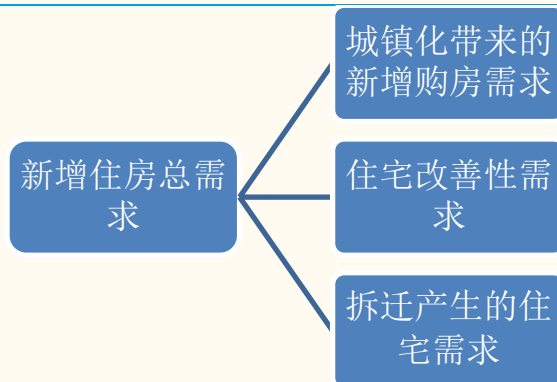 新增住房总需
求
城镇化带来的
新增购房需求
住宅改善性需
求
拆迁产生的住
宅需求